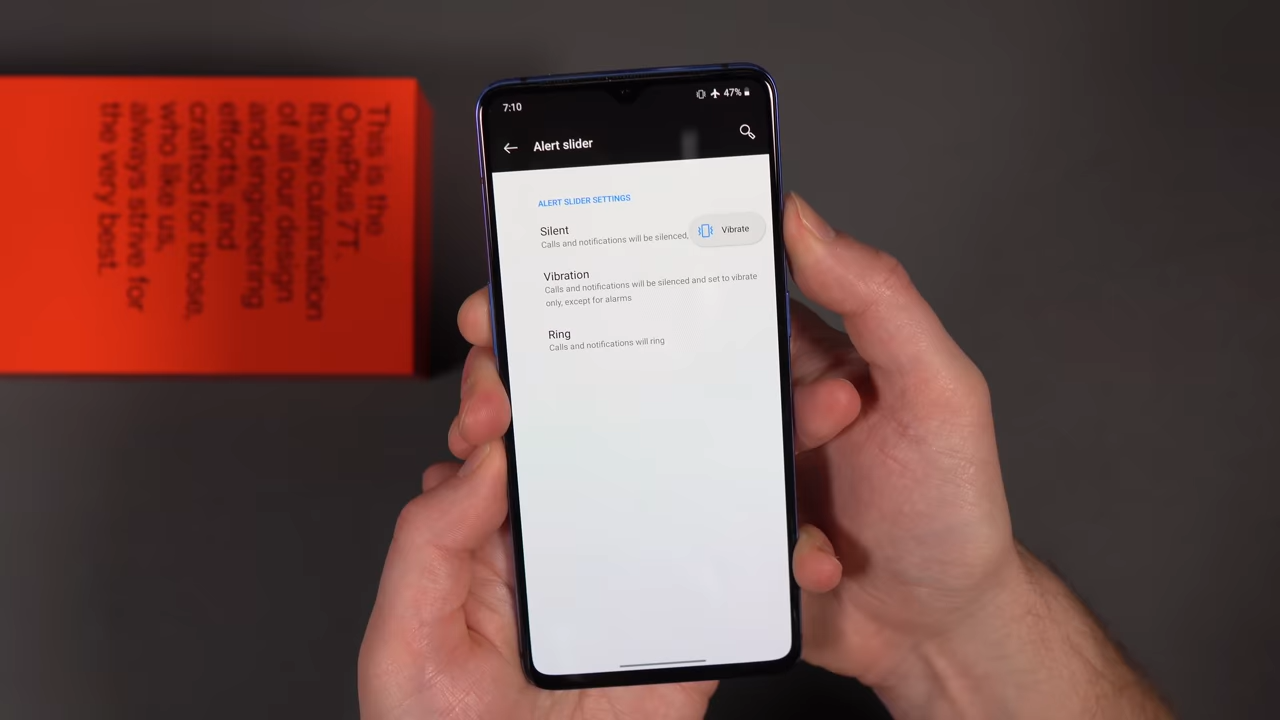 This is the
OnePlus 7T.
It's the culmination
of all our design
and engineering
efforts, and
crafted for those,
who like us,
always strive for
the very best.
7:10
47%
Alert slider
ALERT SLIDER SETTINGS
Silent
Calls and notifications will be silenced,
Vibrate
Vibration
Calls and notifications will be silenced and set to vibrate
only, except for alarms
Ring
Calls and notifications will ring